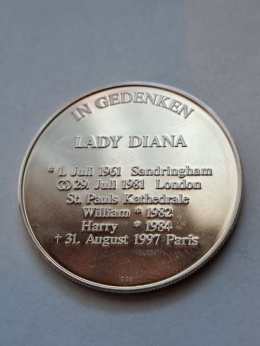 IN GEDENKEN
LADY DIANA
* 1. Juli 1961 Sandringham
⚭ 29. Juli 1981 London
St. Pauls Kathedrale
William * 1982
Harry * 1984
† 31. August 1997 Paris